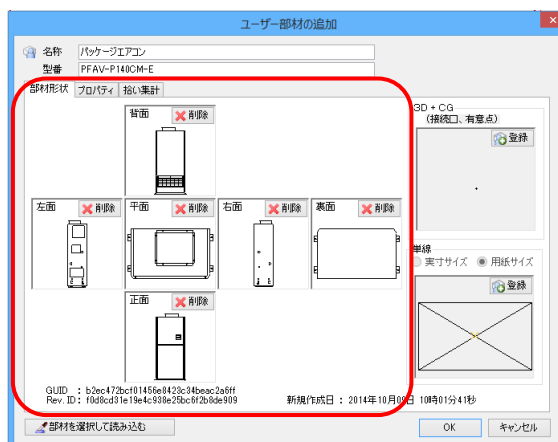 ユーザー部材の追加
名称 パッケージエアコン
型番 PFAV-P140CM-E
部材形状 プロパティ 拾い集計
背面 削除
左面 削除 平面 削除 右面 削除 裏面 削除
正面 削除
3D + CG
(接続口、有意点)
登録
単線
実寸サイズ 用紙サイズ
登録
GUID : b2ec472bcf01456e8423c34beac2a6ff
Rev. ID : f0d8cd31e19e4c938e25bc6f2b8de909 新規作成日 : 2014年10月09日 10時01分41秒
部材を選択して読み込む OK キャンセル